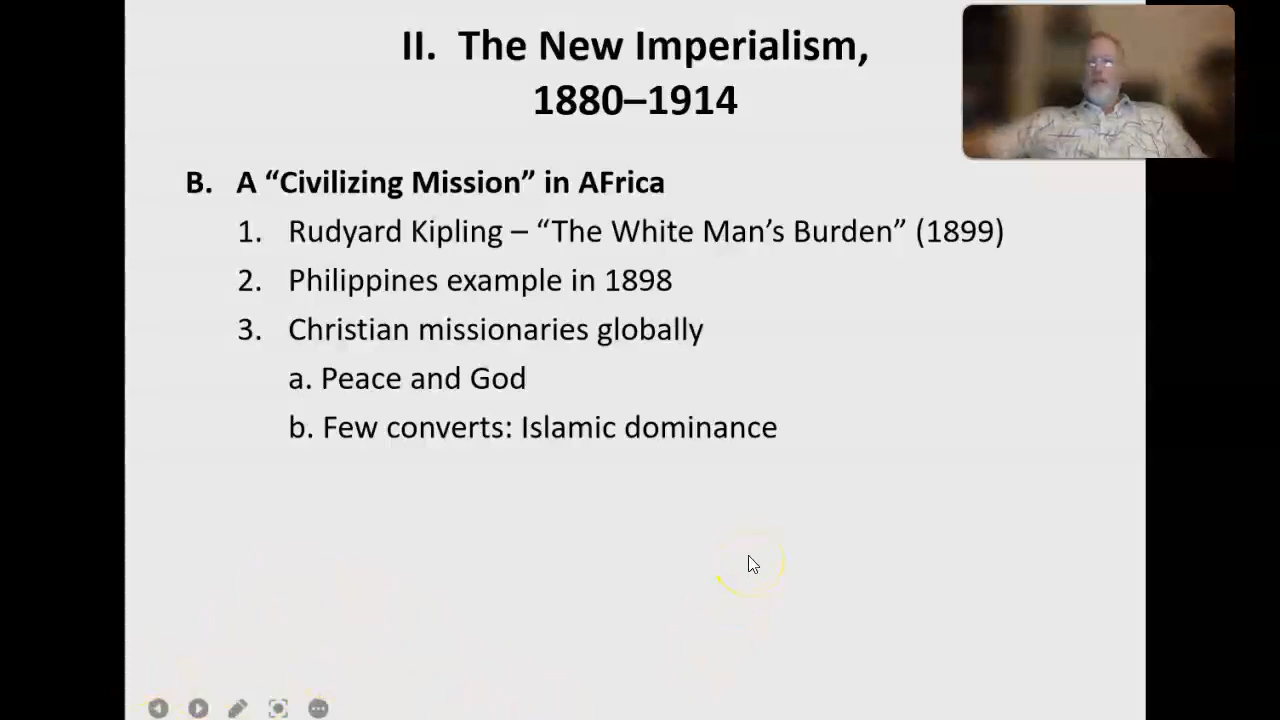 II. The New Imperialism,
1880–1914
B. A “Civilizing Mission” in AFrica
1. Rudyard Kipling – “The White Man’s Burden” (1899)
2. Philippines example in 1898
3. Christian missionaries globally
a. Peace and God
b. Few converts: Islamic dominance